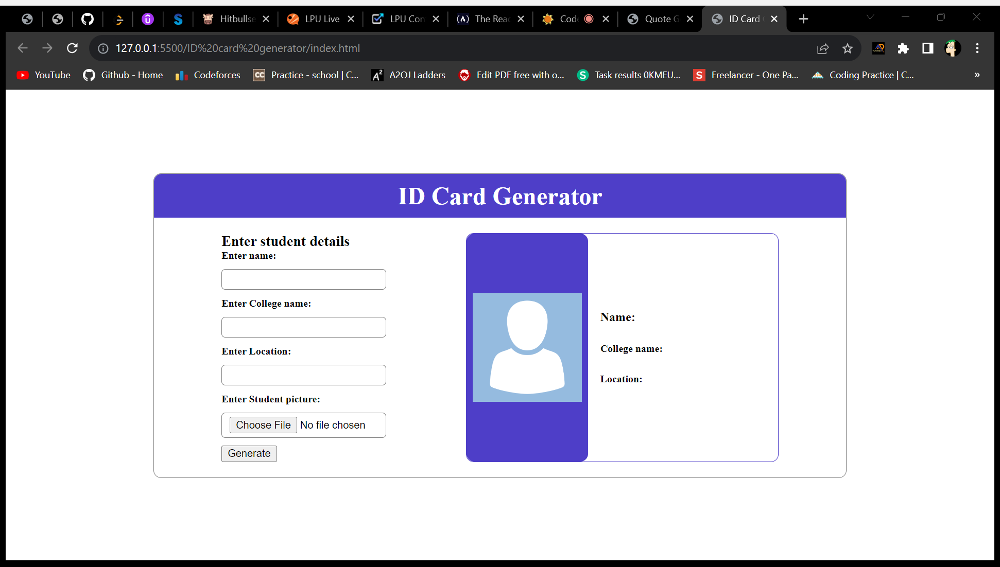 Hitbullse LPU Live LPU Con The Reac Code Quote G ID Card
127.0.0.1:5500/ID%20card%20generator/index.html
YouTube Github - Home Codeforces CC Practice - school | C... A2 A2OJ Ladders Edit PDF free with o... S Task results 0KMEU... S Freelancer - One Pa... Coding Practice | C... »
ID Card Generator
Enter student details
Enter name:
Enter College name:
Enter Location:
Enter Student picture:
Choose File No file chosen
Generate
Name:
College name:
Location: